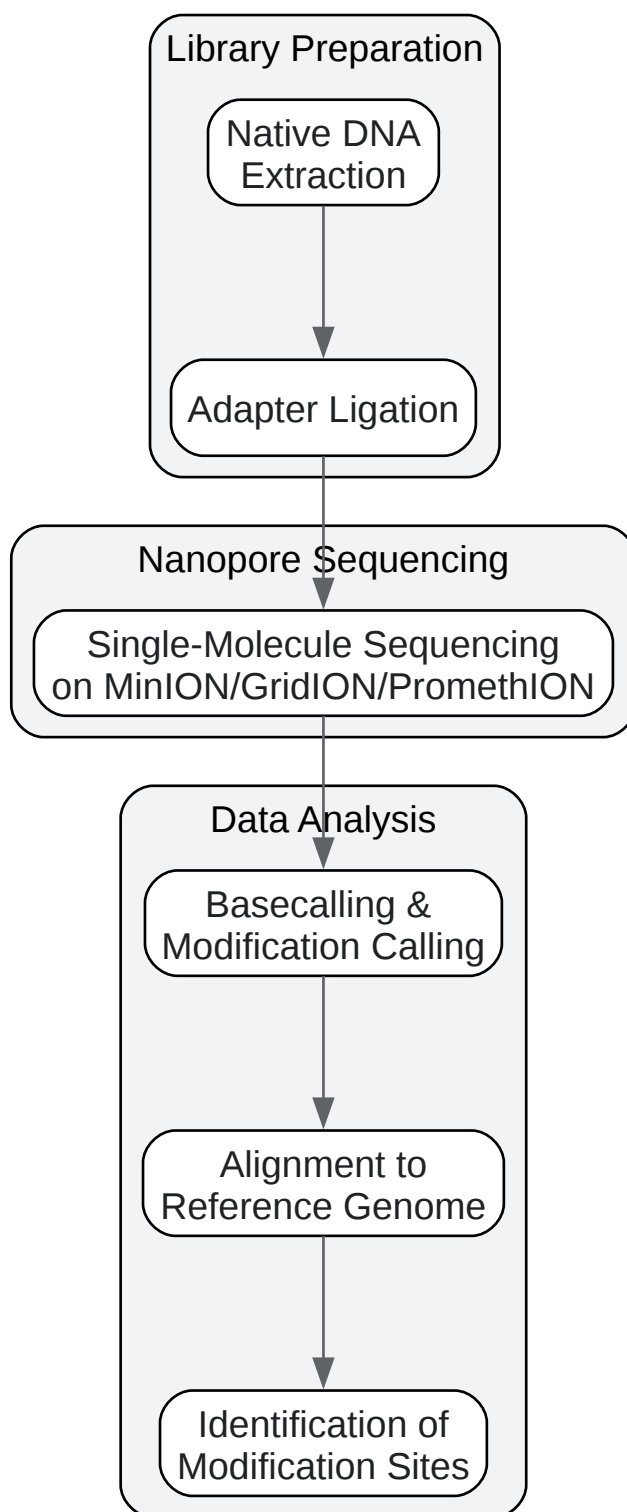 Library Preparation
Native DNA
Extraction
Adapter Ligation
Nanopore Sequencing
Single-Molecule Sequencing
on MinION/GridION/PromethION
Data Analysis
Basecalling &
Modification Calling
Alignment to
Reference Genome
Identification of
Modification Sites